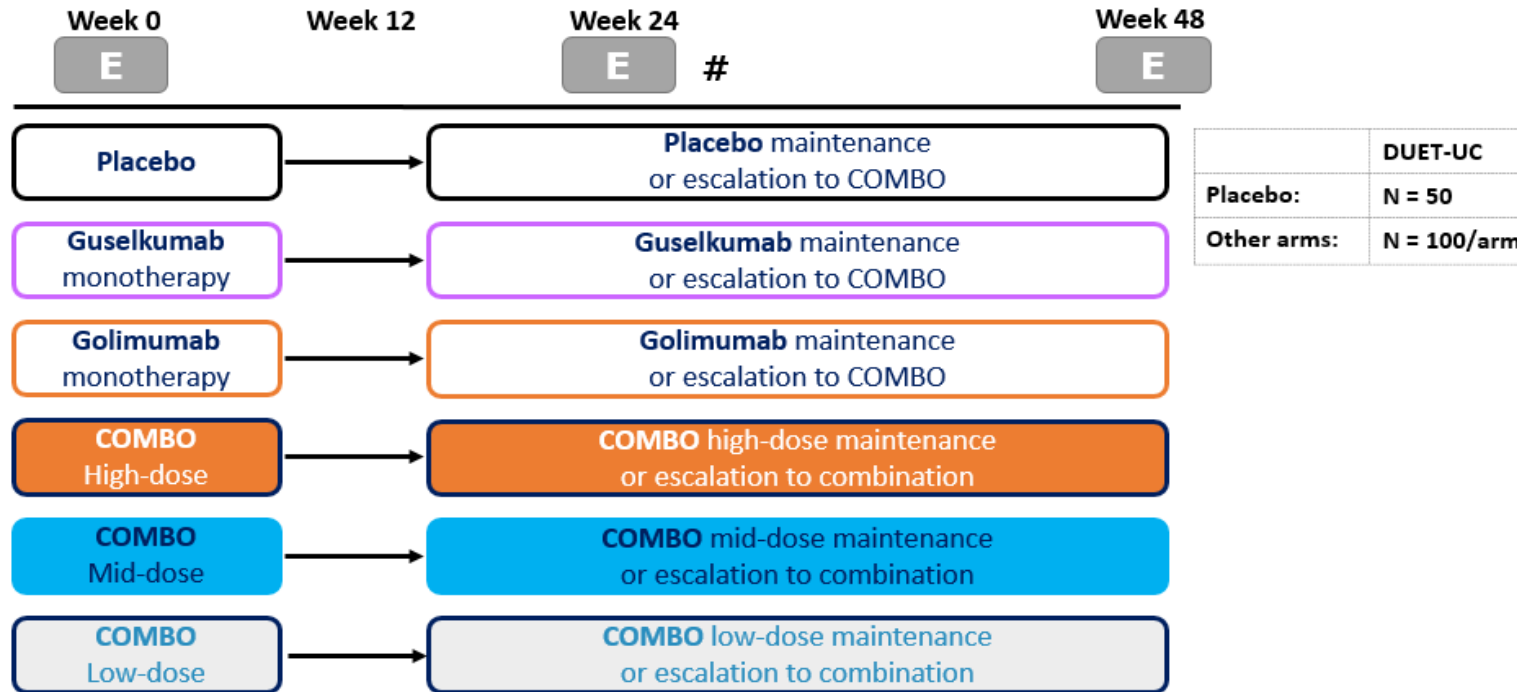 Week 0
Week 12
Week 24
Week 48
E
E
#
E
Placebo
Placebo maintenance
or escalation to COMBO
DUET-UC
Placebo: N = 50
Other arms: N = 100/arm
Guselkumab
monotherapy
Guselkumab maintenance
or escalation to COMBO
Golimumab
monotherapy
Golimumab maintenance
or escalation to COMBO
COMBO
High-dose
COMBO high-dose maintenance
or escalation to combination
COMBO
Mid-dose
COMBO mid-dose maintenance
or escalation to combination
COMBO
Low-dose
COMBO low-dose maintenance
or escalation to combination